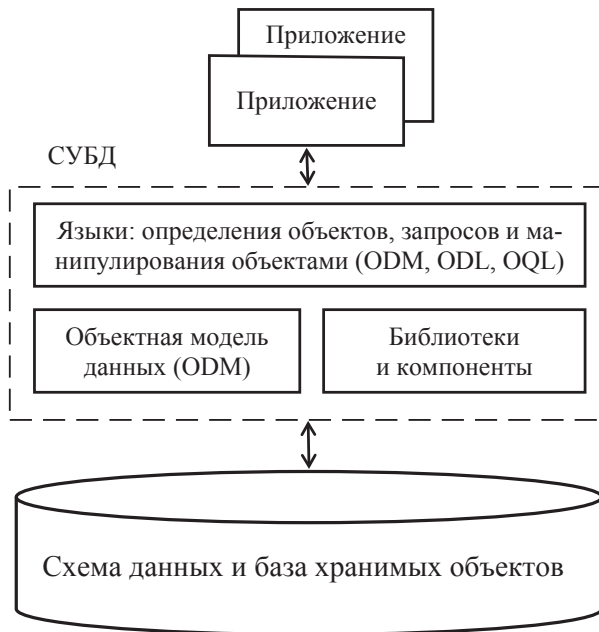 Приложение
Приложение
СУБД
Языки: определения объектов, запросов и ма-
нипулирования объектами (ODM, ODL, OQL)
Объектная модель
данных (ODM)
Библиотеки
и компоненты
Схема данных и база хранимых объектов